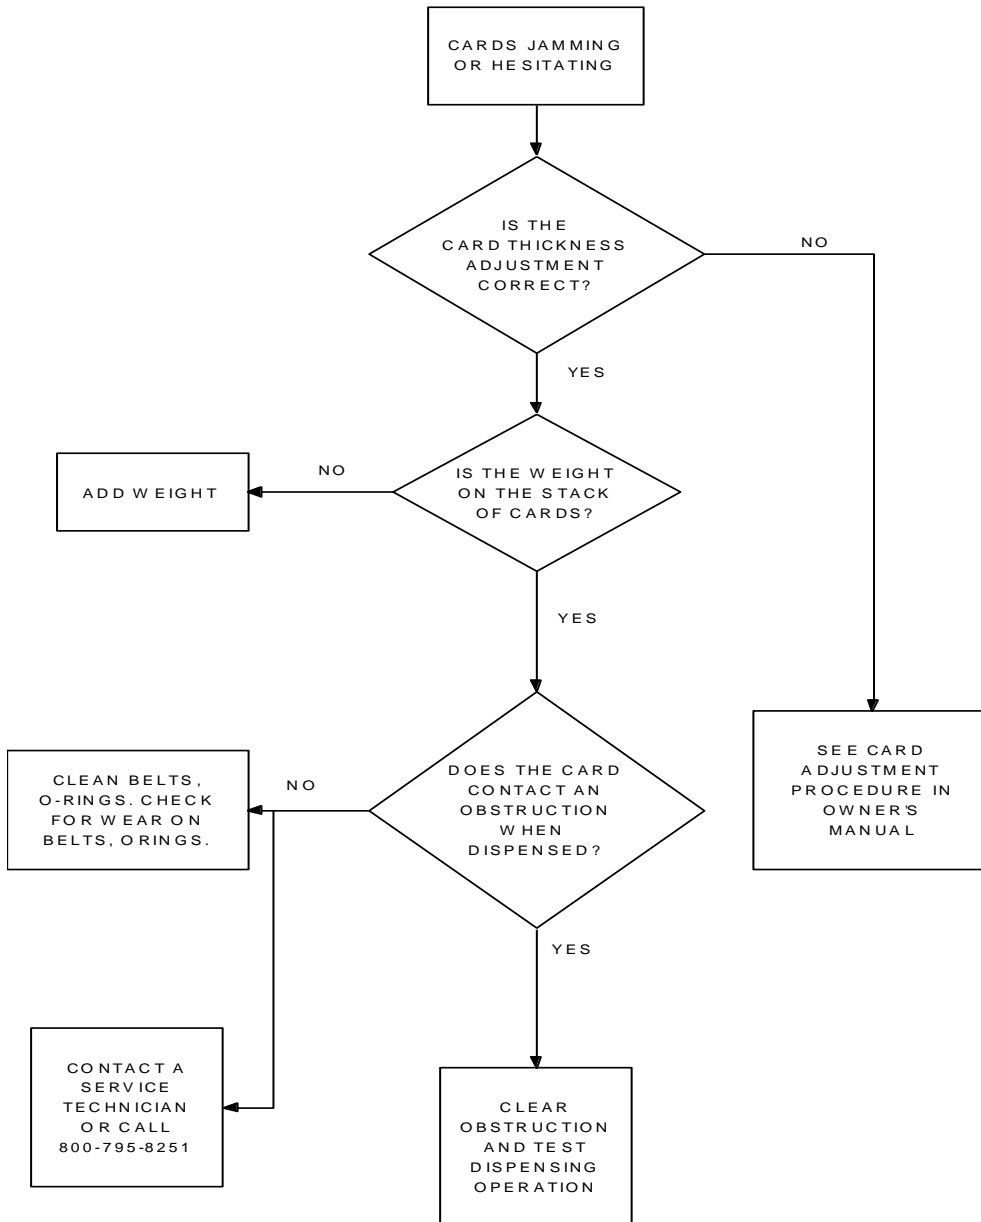 CARDS JAMMING
OR HESITATING
IS THE
CARD THICKNESS
ADJUSTMENT
CORRECT?
NO
YES
ADD WEIGHT
NO
IS THE WEIGHT
ON THE STACK
OF CARDS?
YES
CLEAN BELTS,
O-RINGS. CHECK
FOR WEAR ON
BELTS, ORINGS.
NO
DOES THE CARD
CONTACT AN
OBSTRUCTION
WHEN
DISPENSED?
SEE CARD
ADJUSTMENT
PROCEDURE IN
OWNER'S
MANUAL
YES
CONTACT A
SERVICE
TECHNICIAN
OR CALL
800-795-8251
CLEAR
OBSTRUCTION
AND TEST
DISPENSING
OPERATION